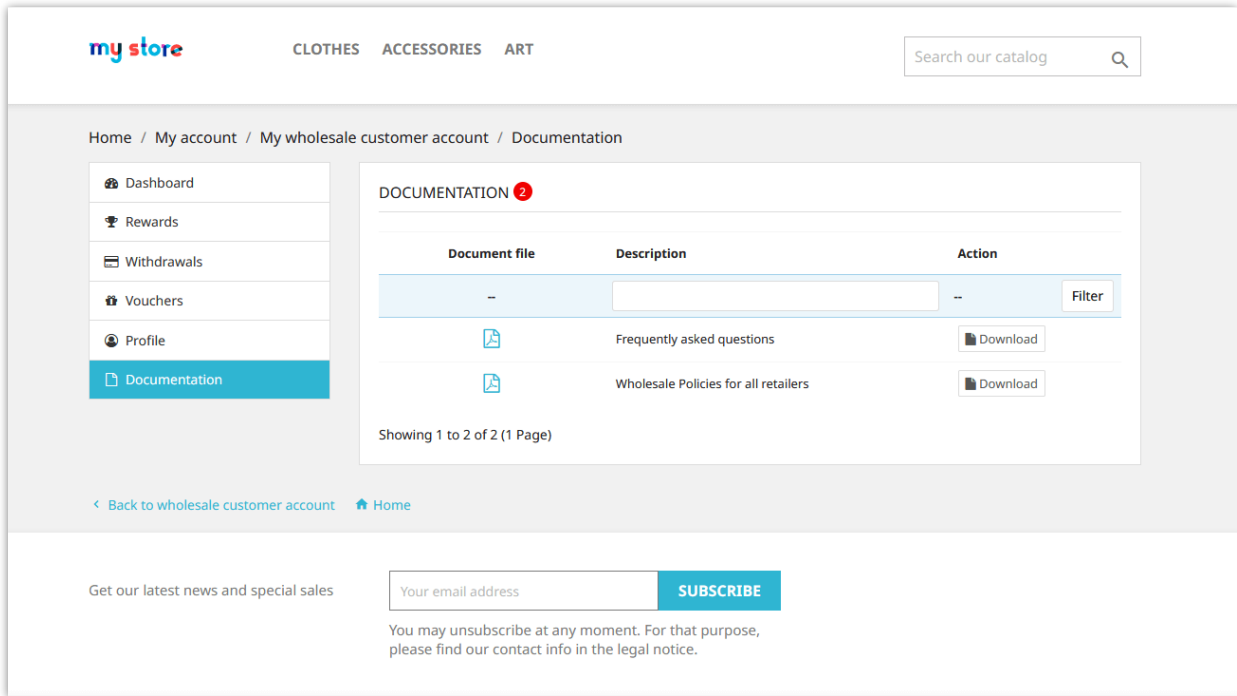 my store
CLOTHES ACCESSORIES ART
Search our catalog
Home / My account / My wholesale customer account / Documentation
Dashboard
Rewards
Withdrawals
Vouchers
Profile
Documentation
DOCUMENTATION 2
Document file Description Action
-- -- Filter
Frequently asked questions Download
Wholesale Policies for all retailers Download
Showing 1 to 2 of 2 (1 Page)
Back to wholesale customer account Home
Get our latest news and special sales
Your email address SUBSCRIBE
You may unsubscribe at any moment. For that purpose,
please find our contact info in the legal notice.